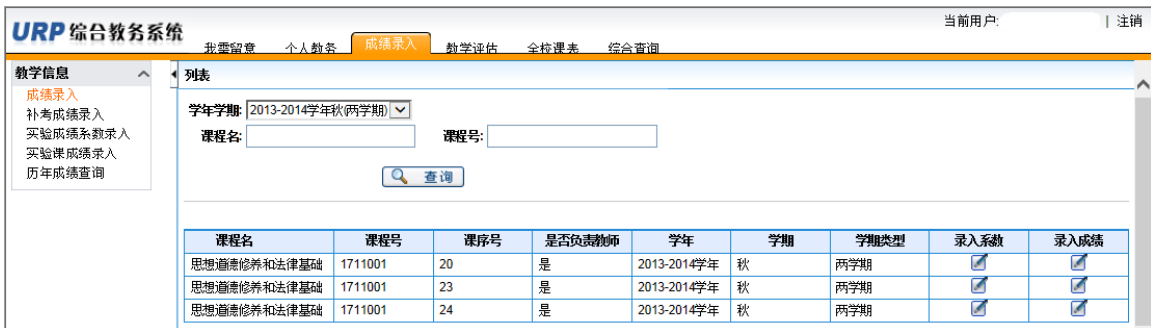 当前用户: | 注销
URP 综合教务系统
我需留意 个人教务 成绩录入 教学评估 全校课表 综合查询
教学信息
成绩录入
补考成绩录入
实验成绩系数录入
实验课成绩录入
历年成绩查询
列表
学年学期: 2013-2014学年秋(两学期)
课程名: 课程号:
查询
课程名 课程号 课序号 是否负责教师 学年 学期 学期类型 录入系数 录入成绩
思想道德修养和法律基础 1711001 20 是 2013-2014学年 秋 两学期
思想道德修养和法律基础 1711001 23 是 2013-2014学年 秋 两学期
思想道德修养和法律基础 1711001 24 是 2013-2014学年 秋 两学期